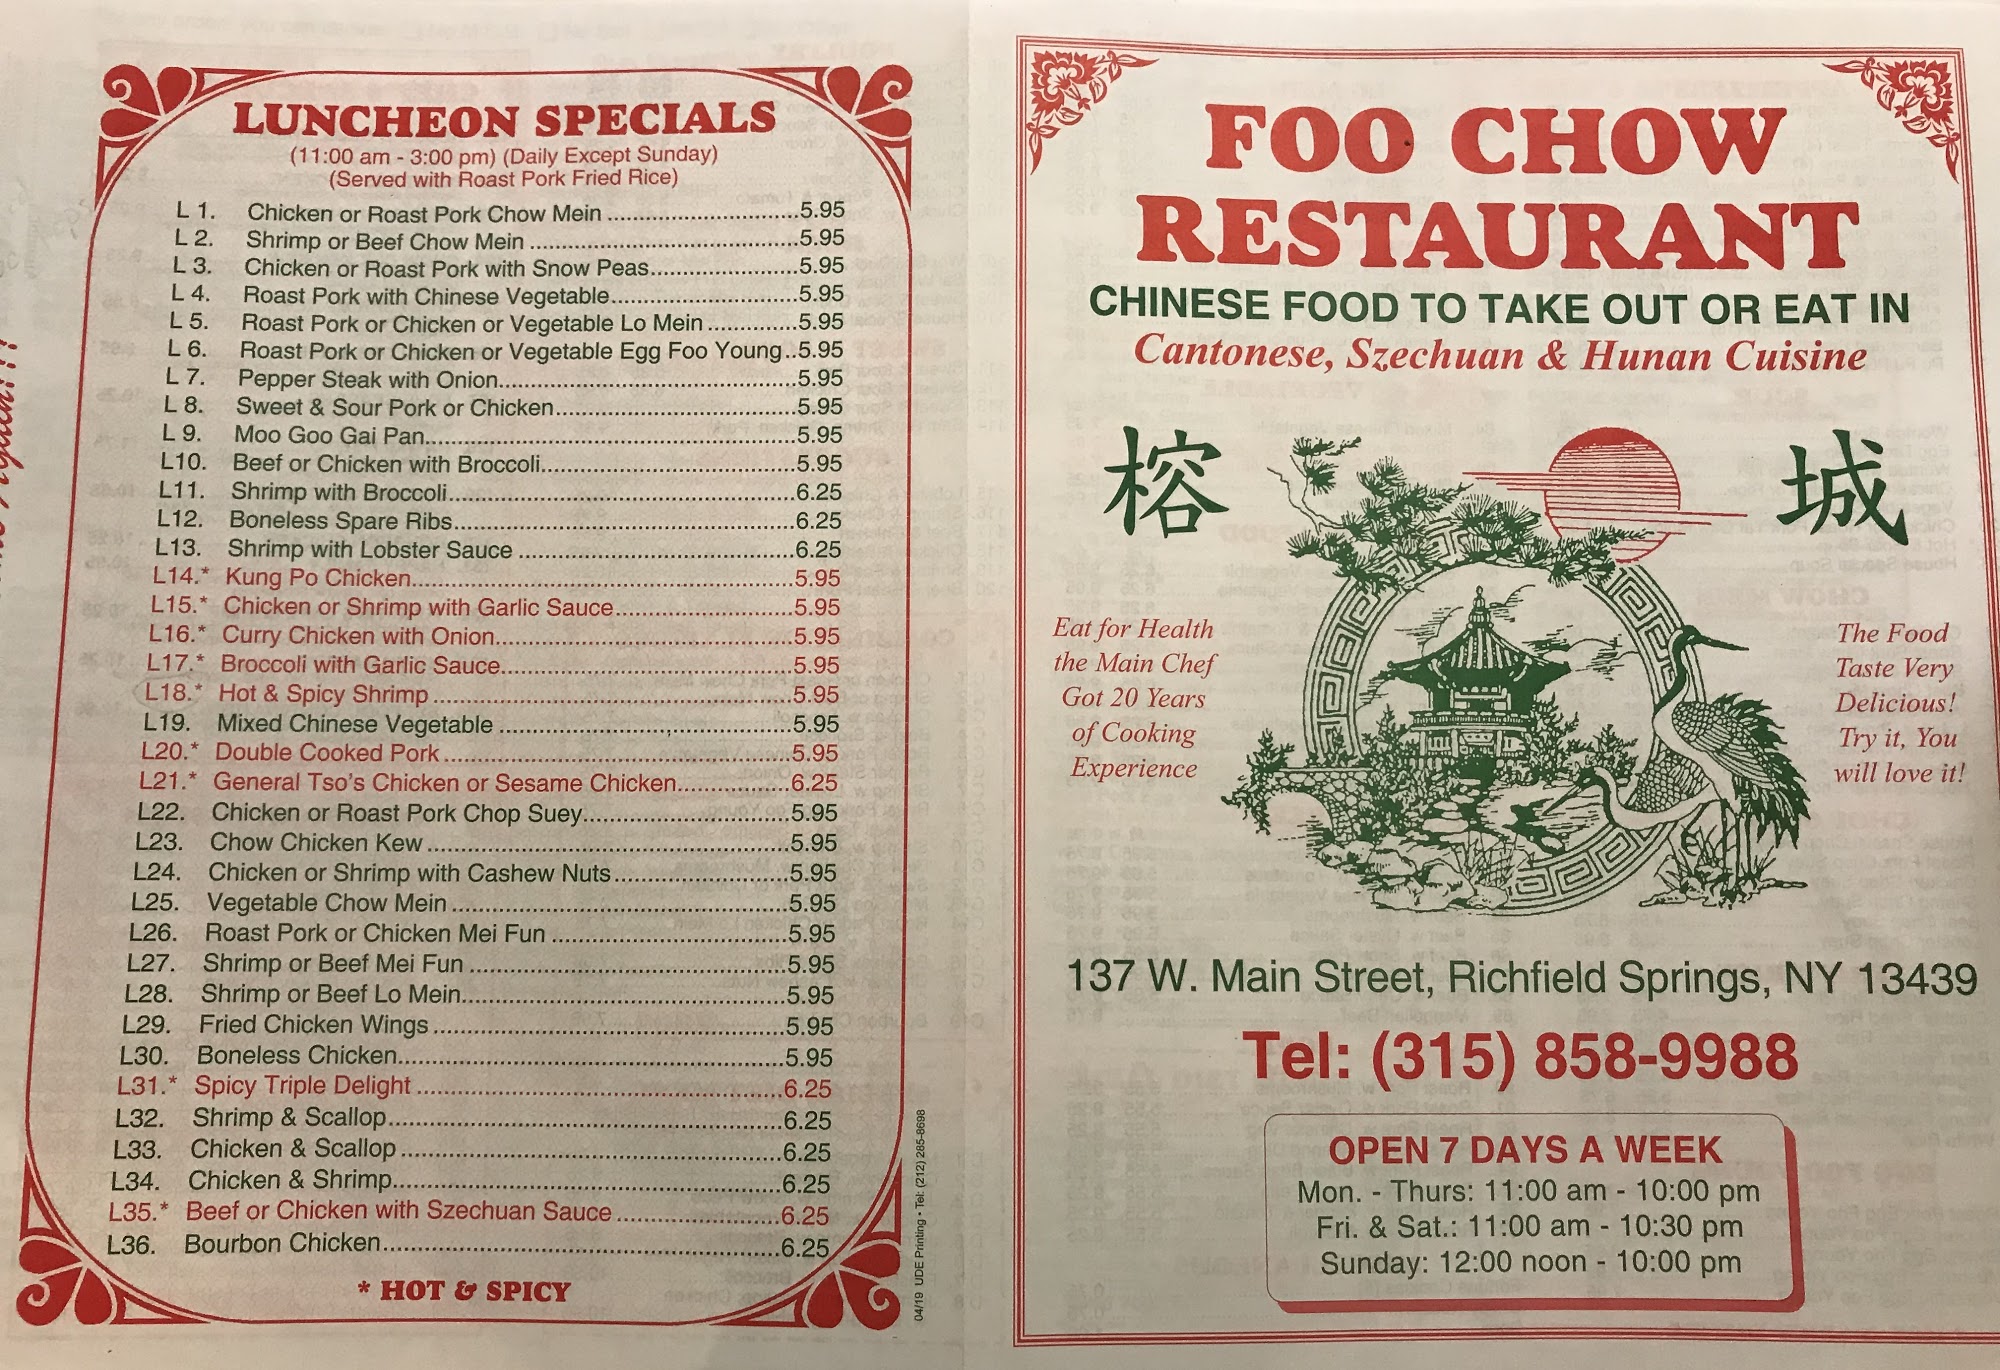 LUNCHEON SPECIALS
(11:00 am - 3:00 pm) (Daily Except Sunday)
(Served with Roast Pork Fried Rice)
L 1. Chicken or Roast Pork Chow Mein 5.95
L 2. Shrimp or Beef Chow Mein 5.95
L 3. Chicken or Roast Pork with Snow Peas 5.95
L 4. Roast Pork with Chinese Vegetable 5.95
L 5. Roast Pork or Chicken or Vegetable Lo Mein 5.95
L 6. Roast Pork or Chicken or Vegetable Egg Foo Young 5.95
L 7. Pepper Steak with Onion 5.95
L 8. Sweet & Sour Pork or Chicken 5.95
L 9. Moo Goo Gai Pan 5.95
L10. Beef or Chicken with Broccoli 5.95
L11. Shrimp with Broccoli 6.25
L12. Boneless Spare Ribs 6.25
L13. Shrimp with Lobster Sauce 6.25
L14.* Kung Po Chicken 5.95
L15.* Chicken or Shrimp with Garlic Sauce 5.95
L16.* Curry Chicken with Onion 5.95
L17.* Broccoli with Garlic Sauce 5.95
L18.* Hot & Spicy Shrimp 5.95
L19. Mixed Chinese Vegetable 5.95
L20.* Double Cooked Pork 5.95
L21.* General Tso's Chicken or Sesame Chicken 6.25
L22. Chicken or Roast Pork Chop Suey 5.95
L23. Chow Chicken Kew 5.95
L24. Chicken or Shrimp with Cashew Nuts 5.95
L25. Vegetable Chow Mein 5.95
L26. Roast Pork or Chicken Mei Fun 5.95
L27. Shrimp or Beef Mei Fun 5.95
L28. Shrimp or Beef Lo Mein 5.95
L29. Fried Chicken Wings 5.95
L30. Boneless Chicken 5.95
L31.* Spicy Triple Delight 6.25
L32. Shrimp & Scallop 6.25
L33. Chicken & Scallop 6.25
L34. Chicken & Shrimp 6.25
L35.* Beef or Chicken with Szechuan Sauce 6.25
L36. Bourbon Chicken 6.25
* HOT & SPICY
04/19 UDE Printing • Tel: (212) 285-8698
FOO CHOW
RESTAURANT
CHINESE FOOD TO TAKE OUT OR EAT IN
Cantonese, Szechuan & Hunan Cuisine
榕 城
Eat for Health
the Main Chef
Got 20 Years
of Cooking
Experience
The Food
Taste Very
Delicious!
Try it, You
will love it!
137 W. Main Street, Richfield Springs, NY 13439
Tel: (315) 858-9988
OPEN 7 DAYS A WEEK
Mon. - Thurs: 11:00 am - 10:00 pm
Fri. & Sat.: 11:00 am - 10:30 pm
Sunday: 12:00 noon - 10:00 pm